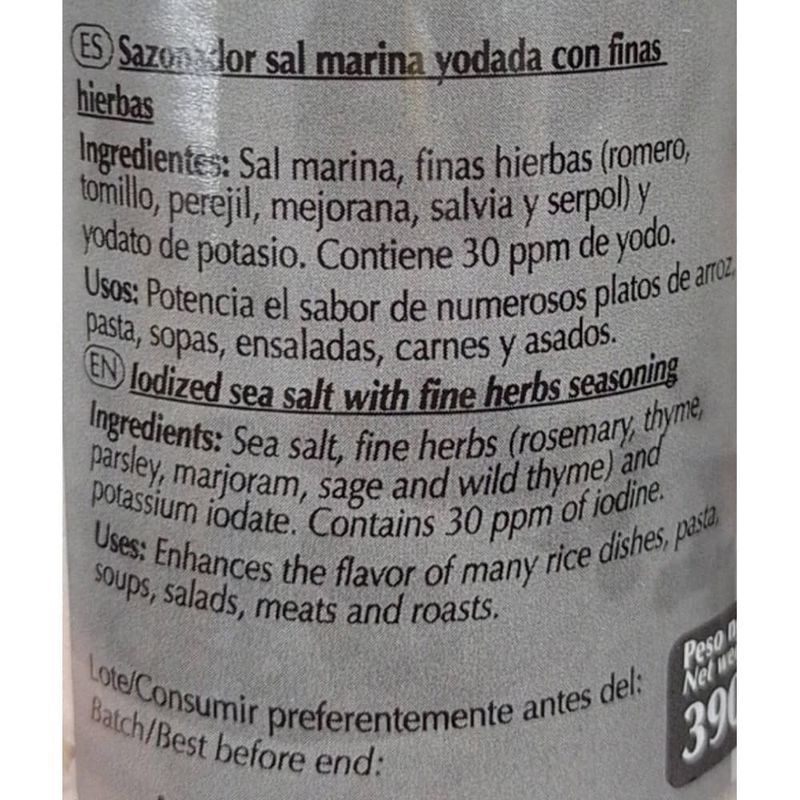 ES Sazonador sal marina yodada con finas
hierbas
Ingredientes: Sal marina, finas hierbas (romero,
tomillo, perejil, mejorana, salvia y serpol) y
yodato de potasio. Contiene 30 ppm de yodo.
Usos: Potencia el sabor de numerosos platos de arroz,
pasta, sopas, ensaladas, carnes y asados.
EN Iodized sea salt with fine herbs seasoning
Ingredients: Sea salt, fine herbs (rosemary, thyme,
parsley, marjoram, sage and wild thyme) and
potassium iodate. Contains 30 ppm of iodine.
Uses: Enhances the flavor of many rice dishes, pasta,
soups, salads, meats and roasts.
Lote/Consumir preferentemente antes del:
Batch/Best before end:
Peso
Net